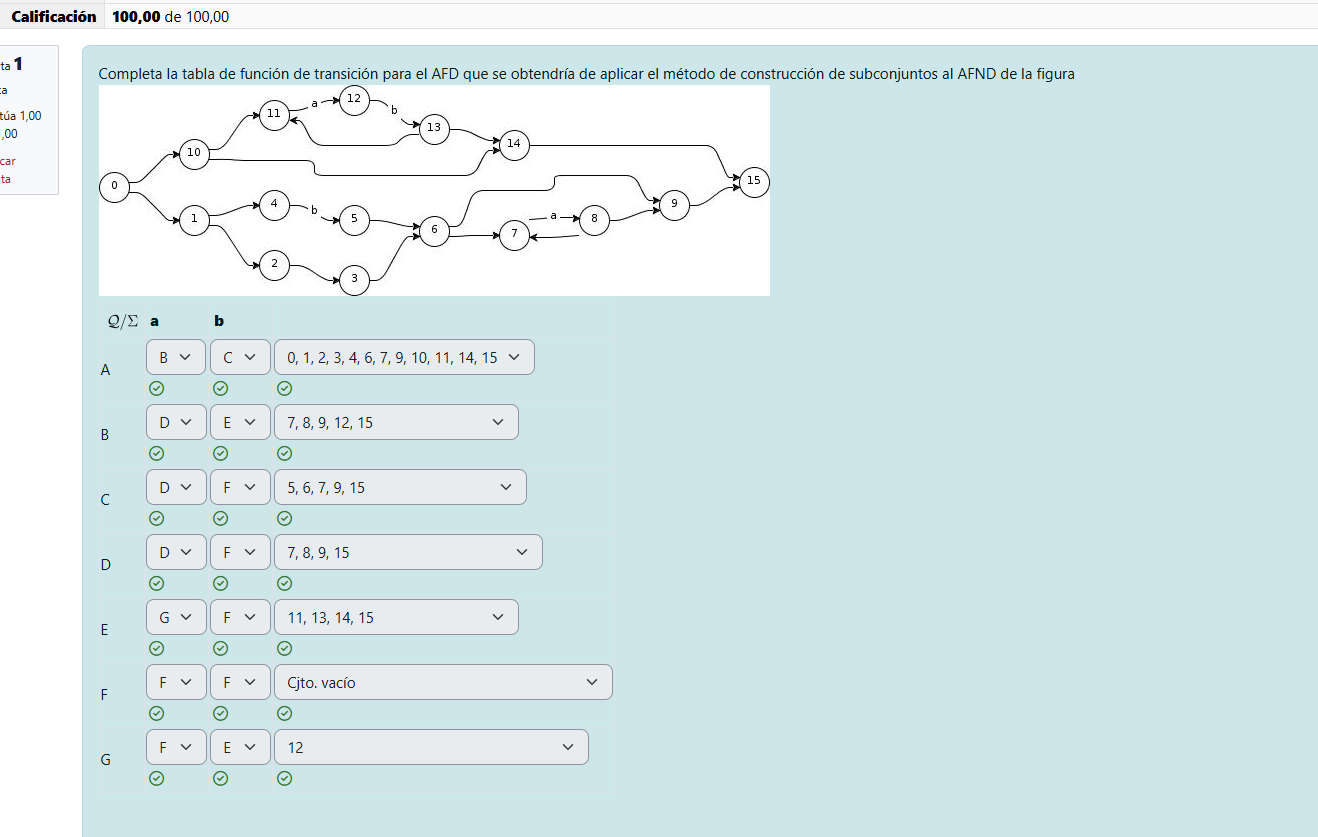 Calificación 100,00 de 100,00
ta 1
ca
túa 1,00
,00
car
ta
Completa la tabla de función de transición para el AFD que se obtendría de aplicar el método de construcción de subconjuntos al AFND de la figura
12
a
11
b
13
14
10
15
0
4
9
b
5
a
8
1
6
7
2
3
Q/Σ a b
A B C 0, 1, 2, 3, 4, 6, 7, 9, 10, 11, 14, 15
B D E 7, 8, 9, 12, 15
C D F 5, 6, 7, 9, 15
D D F 7, 8, 9, 15
E G F 11, 13, 14, 15
F F F Cjto. vacío
G F E 12